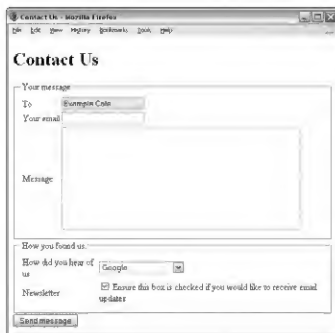 Contact Us - Mozilla Firefox
File Edit View History Bookmarks Tools Help
Contact Us
Your message
To
Example Cafe
Your email
Message
How you found us.
How did you hear of us
Google
Newsletter
Ensure this box is checked if you would like to receive email updates
Send message